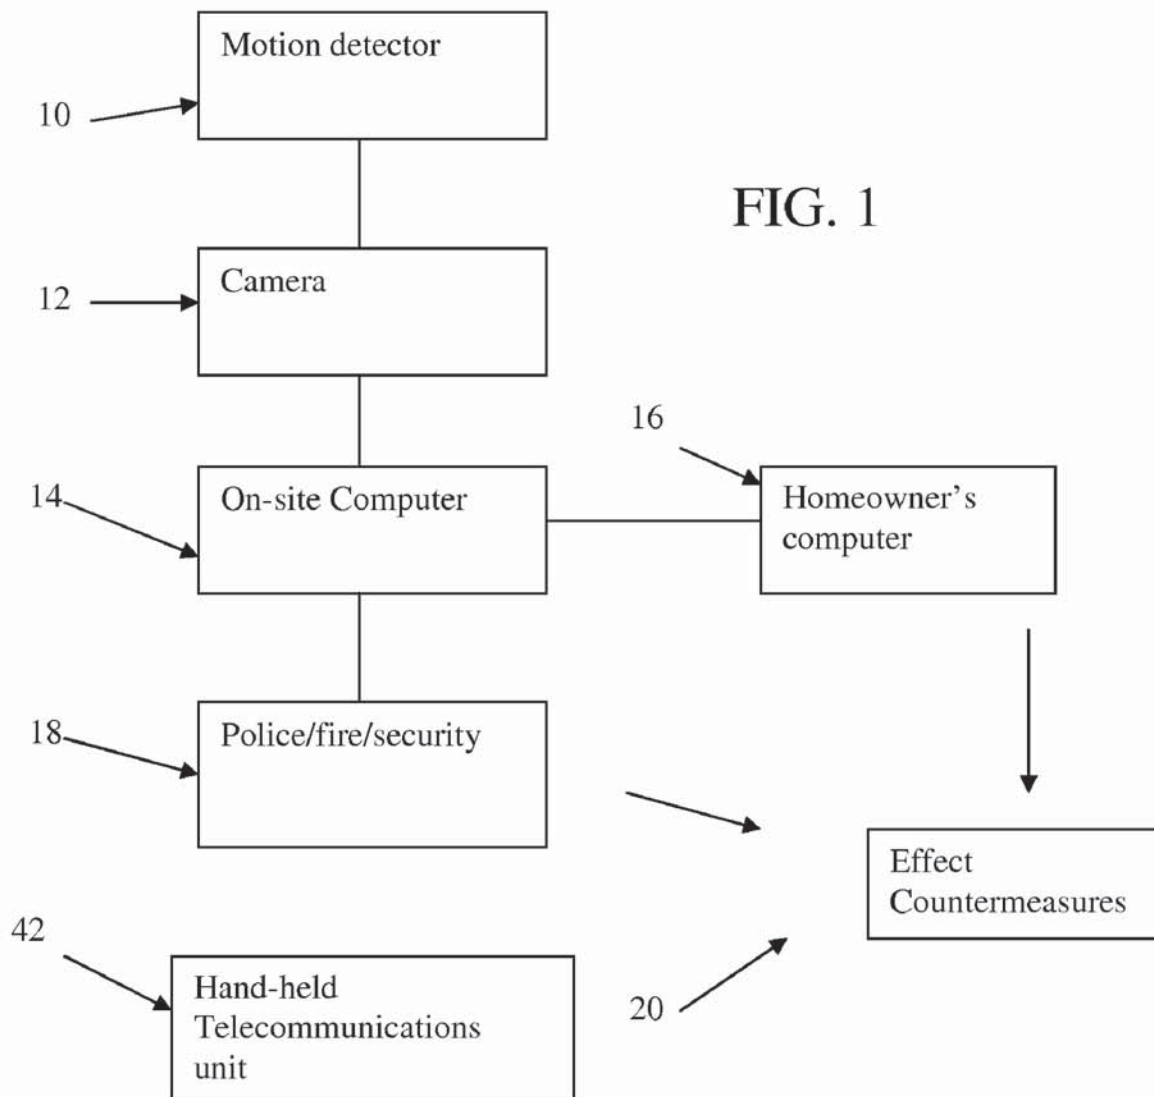 Motion detector
10
FIG. 1
Camera
12
16
14
On-site Computer
Homeowner’s
computer
18
Police/fire/security
Effect
Countermeasures
42
Hand-held
Telecommunications
unit
20